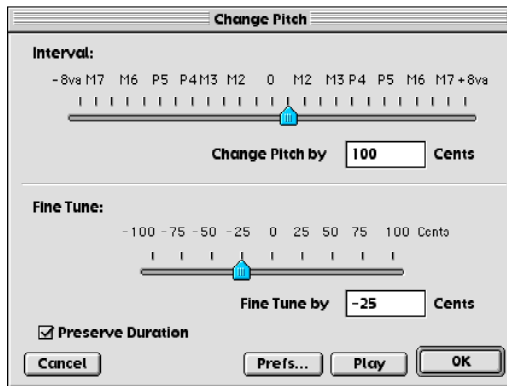 Change Pitch
Interval:
-8va M7 M6 P5 P4 M3 M2 0 M2 M3 P4 P5 M6 M7 +8va
Change Pitch by 100 Cents
Fine Tune:
-100 -75 -50 -25 0 25 50 75 100 Cents
Fine Tune by -25 Cents
Preserve Duration
Cancel Prefs... Play OK